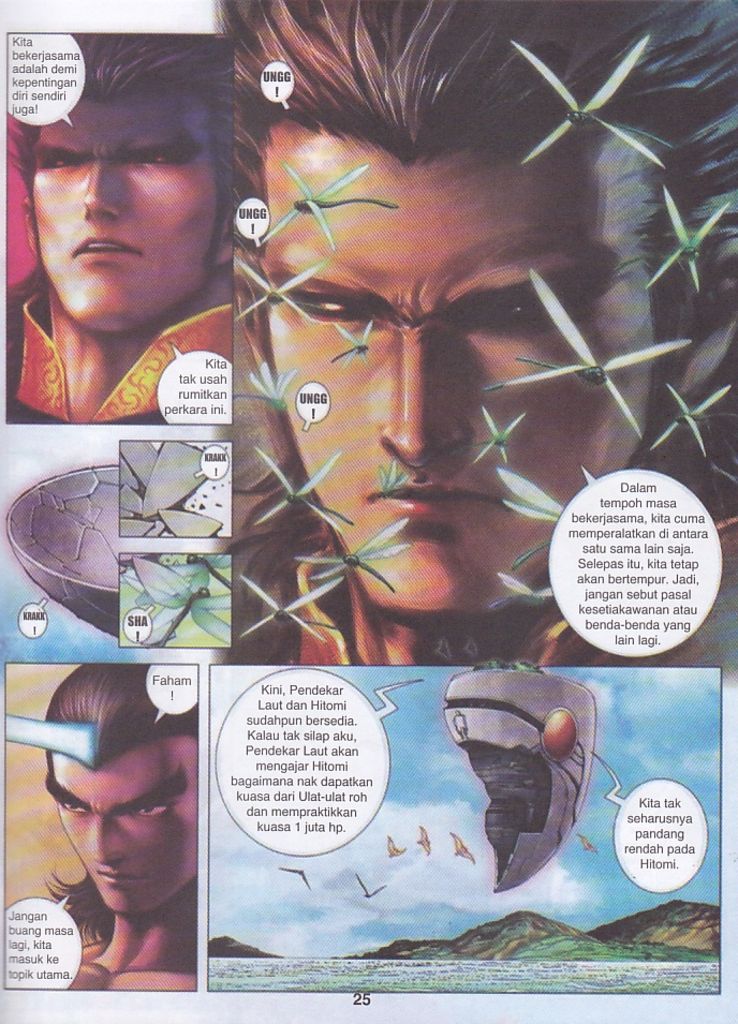 Kita
bekerjasama
adalah demi
kepentingan
diri sendiri
juga!
Kita
tak usah
rumitkan
perkara ini.
UNGG
!
UNGG
!
UNGG
!
Dalam
tempoh masa
bekerjasama, kita cuma
memperalatkan di antara
satu sama lain saja.
Selepas itu, kita tetap
akan bertempur. Jadi,
jangan sebut pasal
kesetiakawanan atau
benda-benda yang
lain lagi.
KRAKK
!
KRAKK
!
SHA
!
Faham
!
Jangan
buang masa
lagi, kita
masuk ke
topik utama.
Kini, Pendekar
Laut dan Hitomi
sudahpun bersedia.
Kalau tak silap aku,
Pendekar Laut akan
mengajar Hitomi
bagaimana nak dapatkan
kuasa dari Ulat-ulat roh
dan mempraktikkan
kuasa 1 juta hp.
Kita tak
seharusnya
pandang
rendah pada
Hitomi.
25